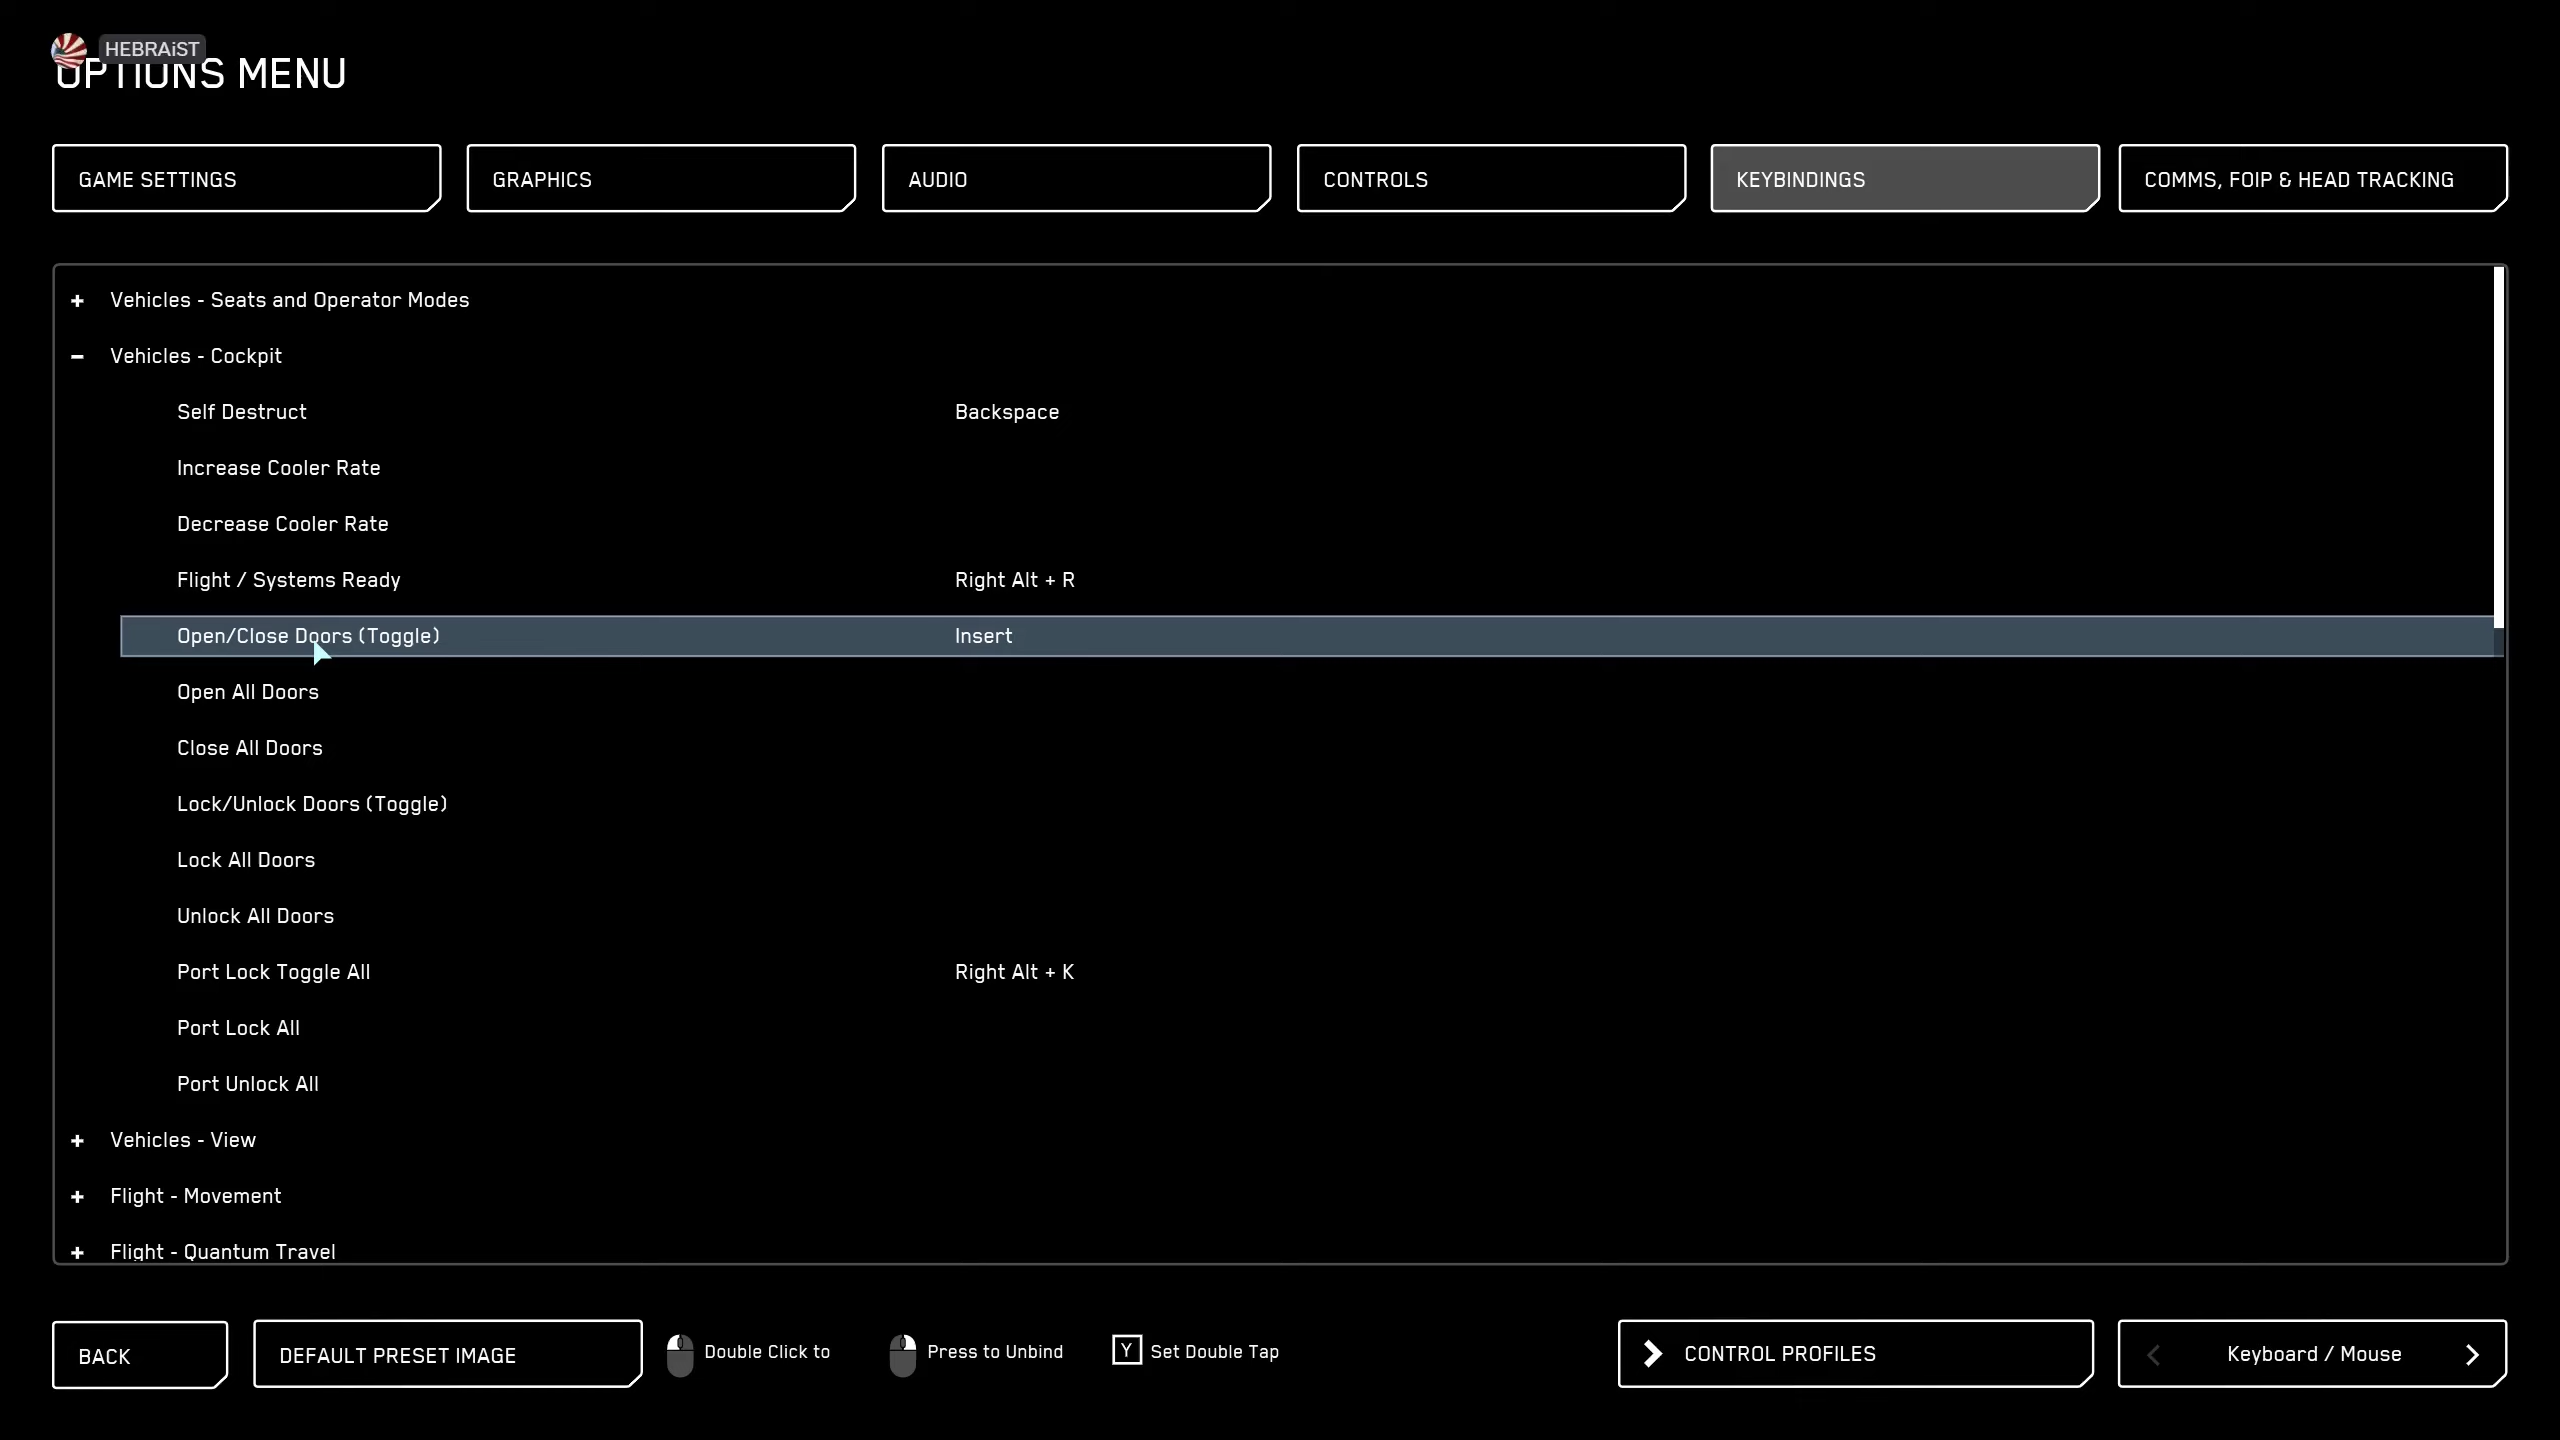 HEBRAiST
OPTIONS MENU
GAME SETTINGS
GRAPHICS
AUDIO
CONTROLS
KEYBINDINGS
COMMS, FOIP & HEAD TRACKING
+ Vehicles - Seats and Operator Modes
- Vehicles - Cockpit
Self Destruct Backspace
Increase Cooler Rate
Decrease Cooler Rate
Flight / Systems Ready Right Alt + R
Open/Close Doors (Toggle) Insert
Open All Doors
Close All Doors
Lock/Unlock Doors (Toggle)
Lock All Doors
Unlock All Doors
Port Lock Toggle All Right Alt + K
Port Lock All
Port Unlock All
+ Vehicles - View
+ Flight - Movement
+ Flight - Quantum Travel
BACK
DEFAULT PRESET IMAGE
Double Click to
Press to Unbind
Y Set Double Tap
CONTROL PROFILES
Keyboard / Mouse